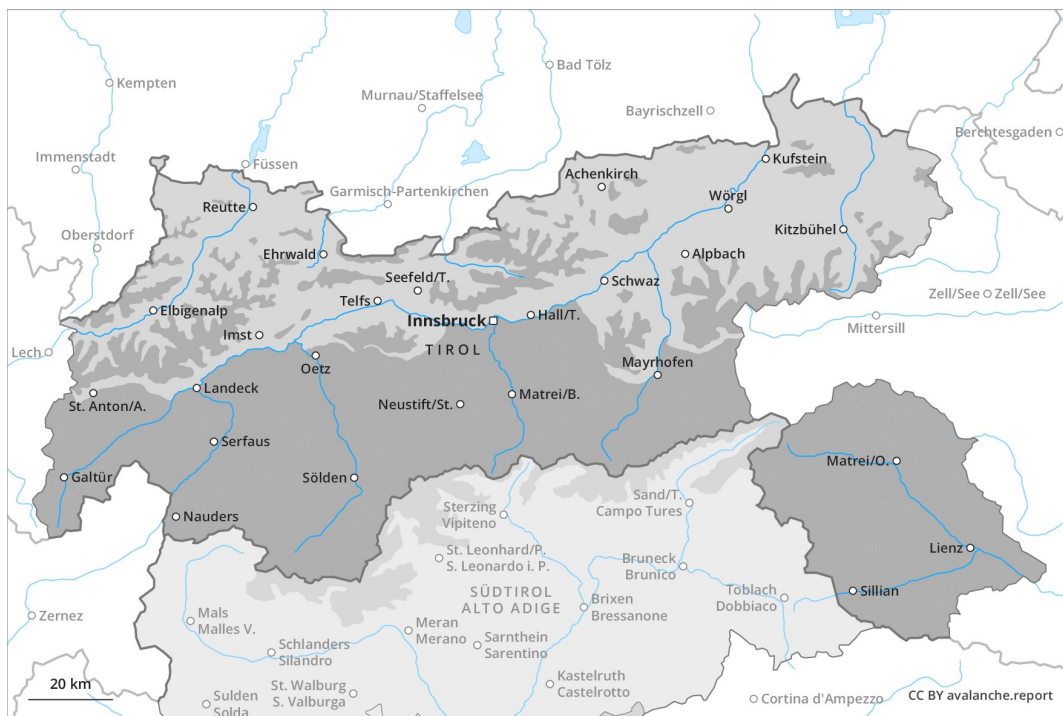 Kempten
Bad Tölz
Murnau/Staffelsee
Bayrischzell
Berchtesgaden
Immenstadt
Füssen
Kufstein
Garmisch-Partenkirchen
Achenkirch
Reutte
Wörgl
Oberstdorf
Kitzbühel
Ehrwald
Alpbach
Seefeld/T.
Schwaz
Zell/See
Zell/See
Telfs
Elbigenalp
Innsbruck
Hall/T.
Mittersill
Imst
TIROL
Lech
Oetz
Mayrhofen
Landeck
St. Anton/A.
Neustift/St.
Matrei/B.
Serfaus
Matrei/O.
Galtür
Sölden
Sand/T.
Campo Tures
Sterzing
Vipiteno
Nauders
Lienz
St. Leonhard/P.
S. Leonardo i. P.
Bruneck
Brunico
SÜDTIROL
ALTO ADIGE
Toblach
Dobbiaco
Sillian
Brixen
Bressanone
Zernez
Mals
Malles V.
Meran
Merano
Sarnthein
Sarentino
Schlanders
Silandro
Kastelruth
Castelrotto
20 km
St. Walburg
S. Valburga
Sulden
Solda
Cortina d'Ampezzo
CC BY avalanche.report